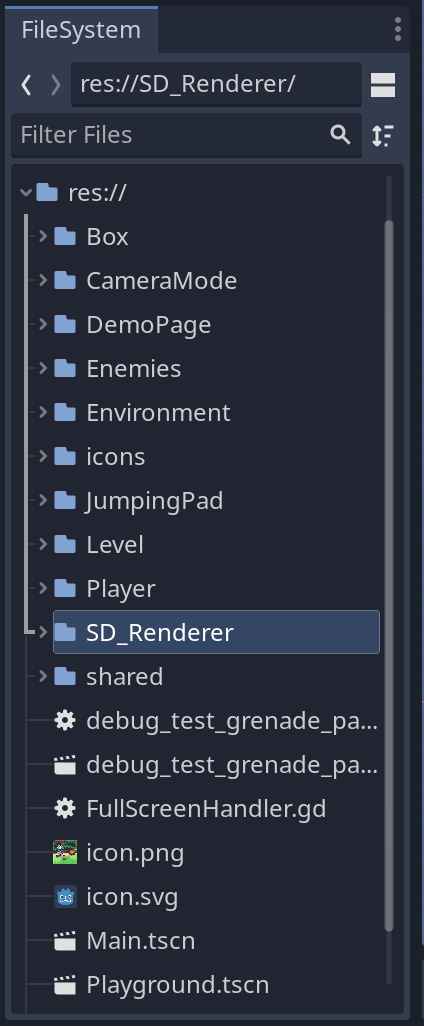 FileSystem
res://SD_Renderer/
Filter Files
res://
Box
CameraMode
DemoPage
Enemies
Environment
icons
JumpingPad
Level
Player
SD_Renderer
shared
debug_test_grenade_pa...
debug_test_grenade_pa...
FullScreenHandler.gd
icon.png
icon.svg
Main.tscn
Playground.tscn